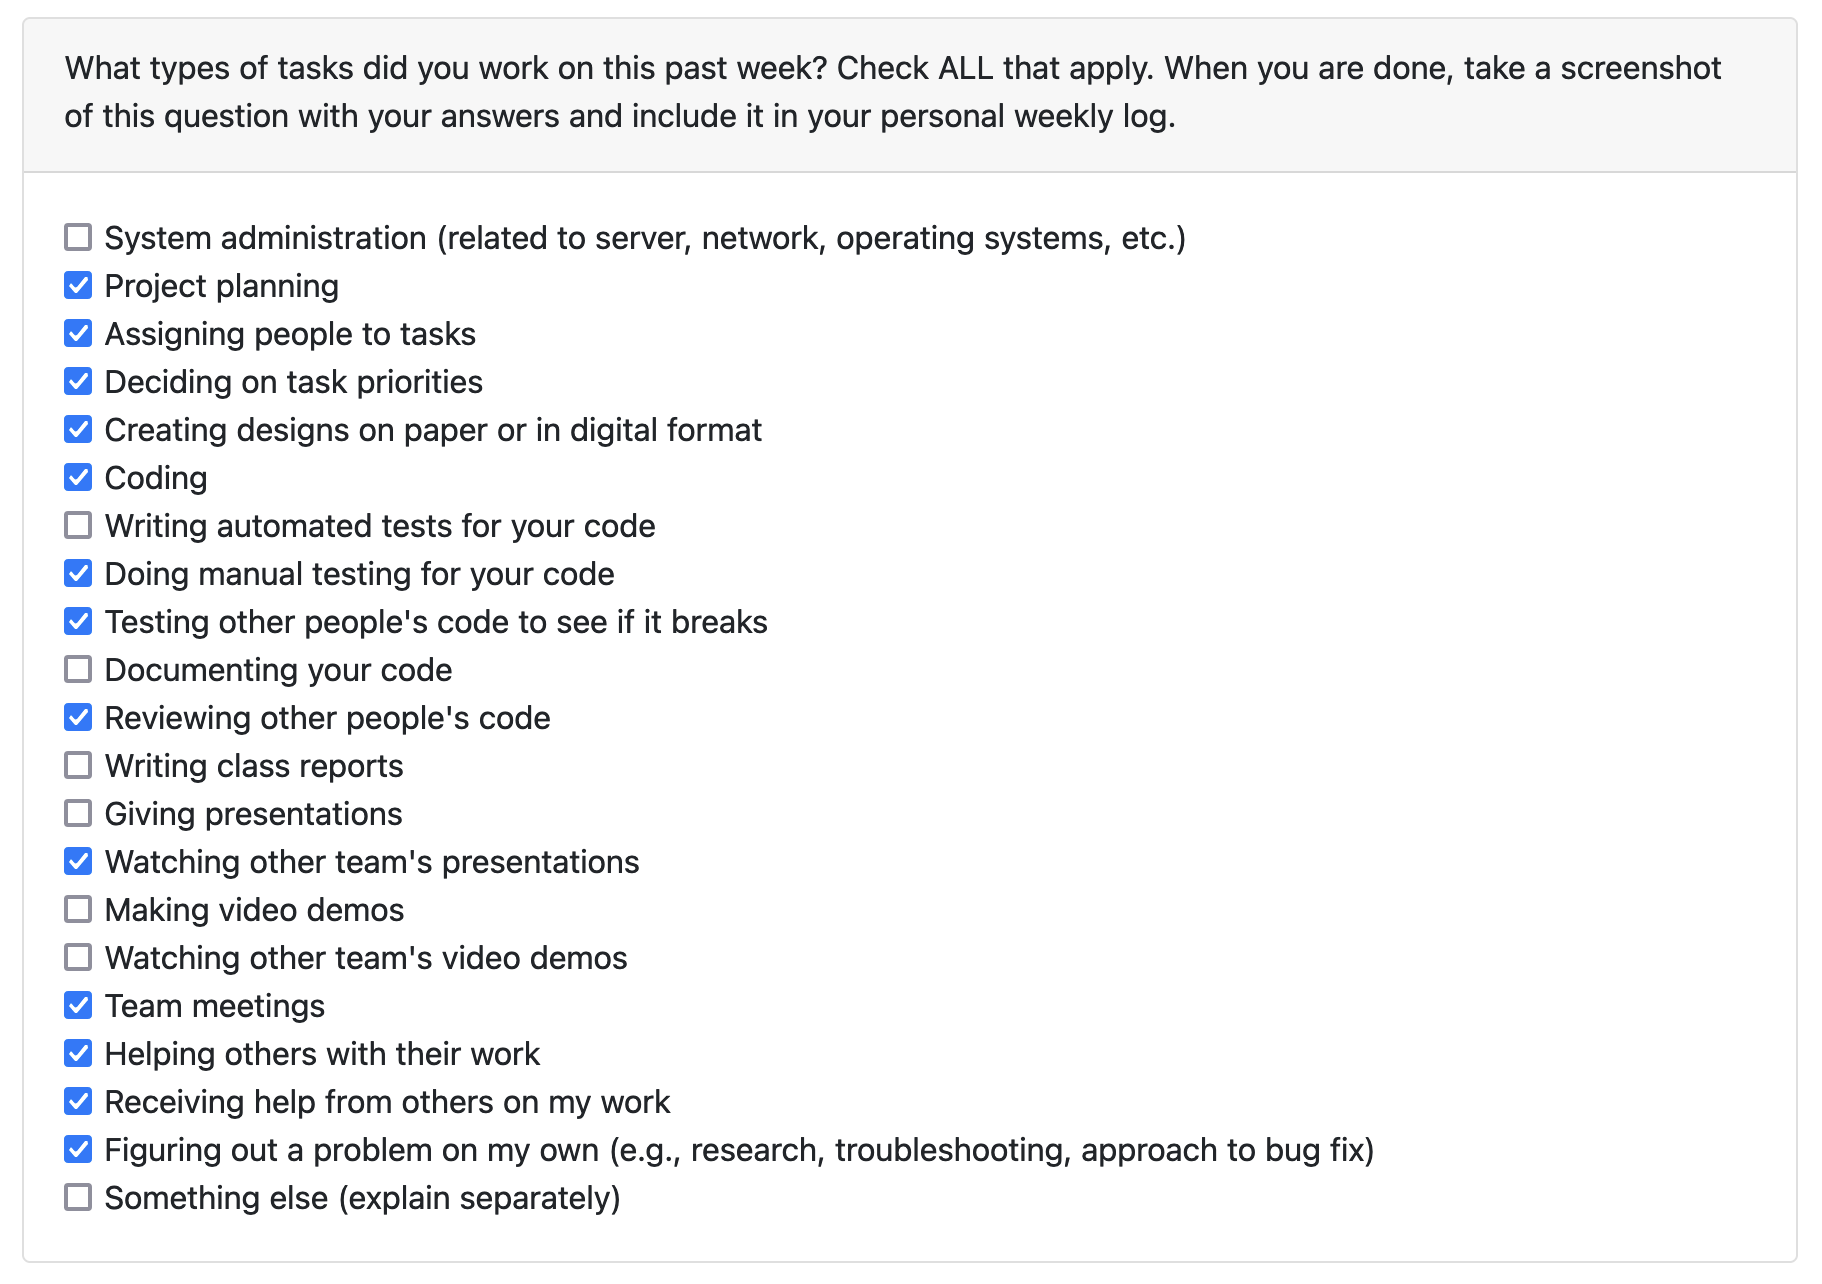 What types of tasks did you work on this past week? Check ALL that apply. When you are done, take a screenshot
of this question with your answers and include it in your personal weekly log.
System administration (related to server, network, operating systems, etc.)
Project planning
Assigning people to tasks
Deciding on task priorities
Creating designs on paper or in digital format
Coding
Writing automated tests for your code
Doing manual testing for your code
Testing other people's code to see if it breaks
Documenting your code
Reviewing other people's code
Writing class reports
Giving presentations
Watching other team's presentations
Making video demos
Watching other team's video demos
Team meetings
Helping others with their work
Receiving help from others on my work
Figuring out a problem on my own (e.g., research, troubleshooting, approach to bug fix)
Something else (explain separately)